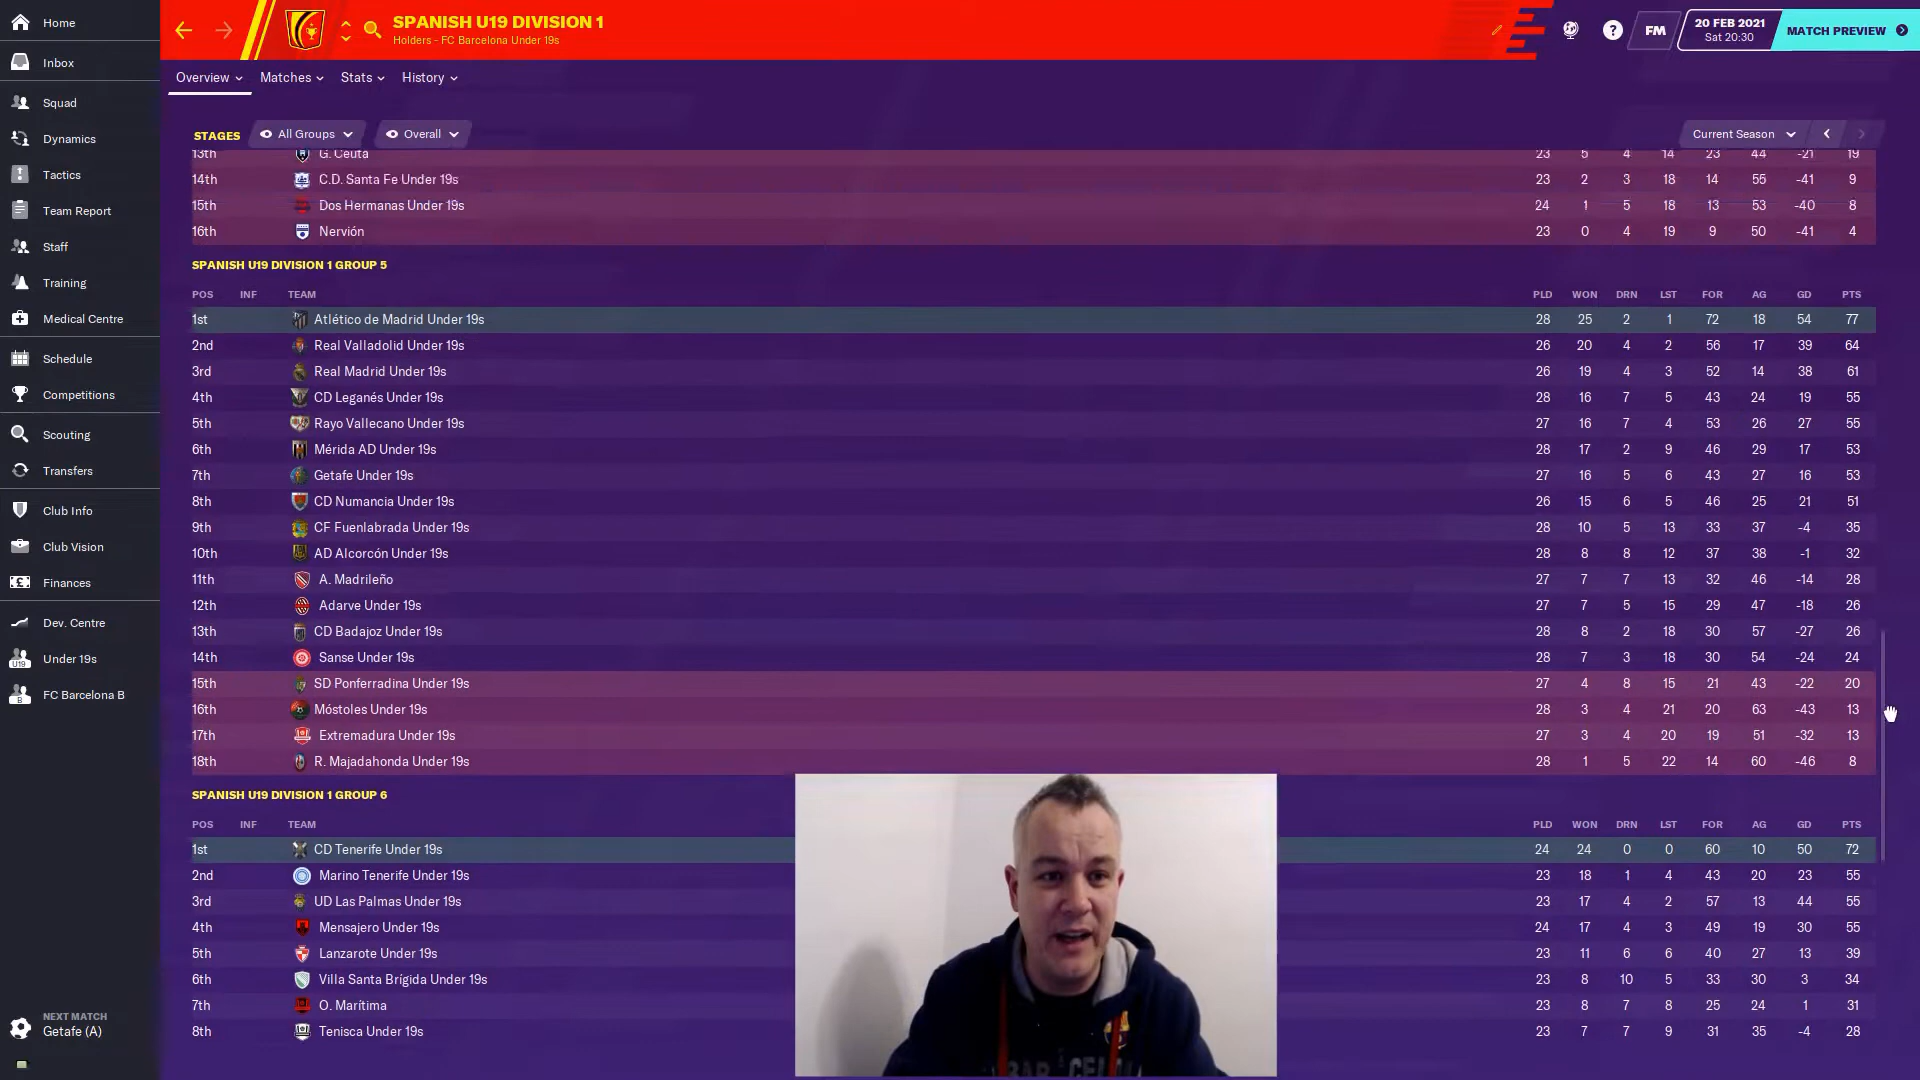 Home
Inbox
Squad
Dynamics
Tactics
Team Report
Staff
Training
Medical Centre
Schedule
Competitions
Scouting
Transfers
Club Info
Club Vision
Finances
Dev. Centre
Under 19s
FC Barcelona B
NEXT MATCH
Getafe (A)
SPANISH U19 DIVISION 1
Holders - FC Barcelona Under 19s
FM
20 FEB 2021
Sat 20:30
MATCH PREVIEW
Overview Matches Stats History
STAGES All Groups Overall Current Season
13th G. Ceuta 23 5 4 14 23 44 -21 19
14th C.D. Santa Fe Under 19s 23 2 3 18 14 55 -41 9
15th Dos Hermanas Under 19s 24 1 5 18 13 53 -40 8
16th Nervión 23 0 4 19 9 50 -41 4
SPANISH U19 DIVISION 1 GROUP 5
POS INF TEAM PLD WON DRN LST FOR AG GD PTS
1st Atlético de Madrid Under 19s 28 25 2 1 72 18 54 77
2nd Real Valladolid Under 19s 26 20 4 2 56 17 39 64
3rd Real Madrid Under 19s 26 19 4 3 52 14 38 61
4th CD Leganés Under 19s 28 16 7 5 43 24 19 55
5th Rayo Vallecano Under 19s 27 16 7 4 53 26 27 55
6th Mérida AD Under 19s 28 17 2 9 46 29 17 53
7th Getafe Under 19s 27 16 5 6 43 27 16 53
8th CD Numancia Under 19s 26 15 6 5 46 25 21 51
9th CF Fuenlabrada Under 19s 28 10 5 13 33 37 -4 35
10th AD Alcorcón Under 19s 28 8 8 12 37 38 -1 32
11th A. Madrileño 27 7 7 13 32 46 -14 28
12th Adarve Under 19s 27 7 5 15 29 47 -18 26
13th CD Badajoz Under 19s 28 8 2 18 30 57 -27 26
14th Sanse Under 19s 28 7 3 18 30 54 -24 24
15th SD Ponferradina Under 19s 27 4 8 15 21 43 -22 20
16th Móstoles Under 19s 28 3 4 21 20 63 -43 13
17th Extremadura Under 19s 27 3 4 20 19 51 -32 13
18th R. Majadahonda Under 19s 28 1 5 22 14 60 -46 8
SPANISH U19 DIVISION 1 GROUP 6
POS INF TEAM PLD WON DRN LST FOR AG GD PTS
1st CD Tenerife Under 19s 24 24 0 0 60 10 50 72
2nd Marino Tenerife Under 19s 23 18 1 4 43 20 23 55
3rd UD Las Palmas Under 19s 23 17 4 2 57 13 44 55
4th Mensajero Under 19s 24 17 4 3 49 19 30 55
5th Lanzarote Under 19s 23 11 6 6 40 27 13 39
6th Villa Santa Brígida Under 19s 23 8 10 5 33 30 3 34
7th O. Marítima 23 8 7 8 25 24 1 31
8th Tenisca Under 19s 23 7 7 9 31 35 -4 28